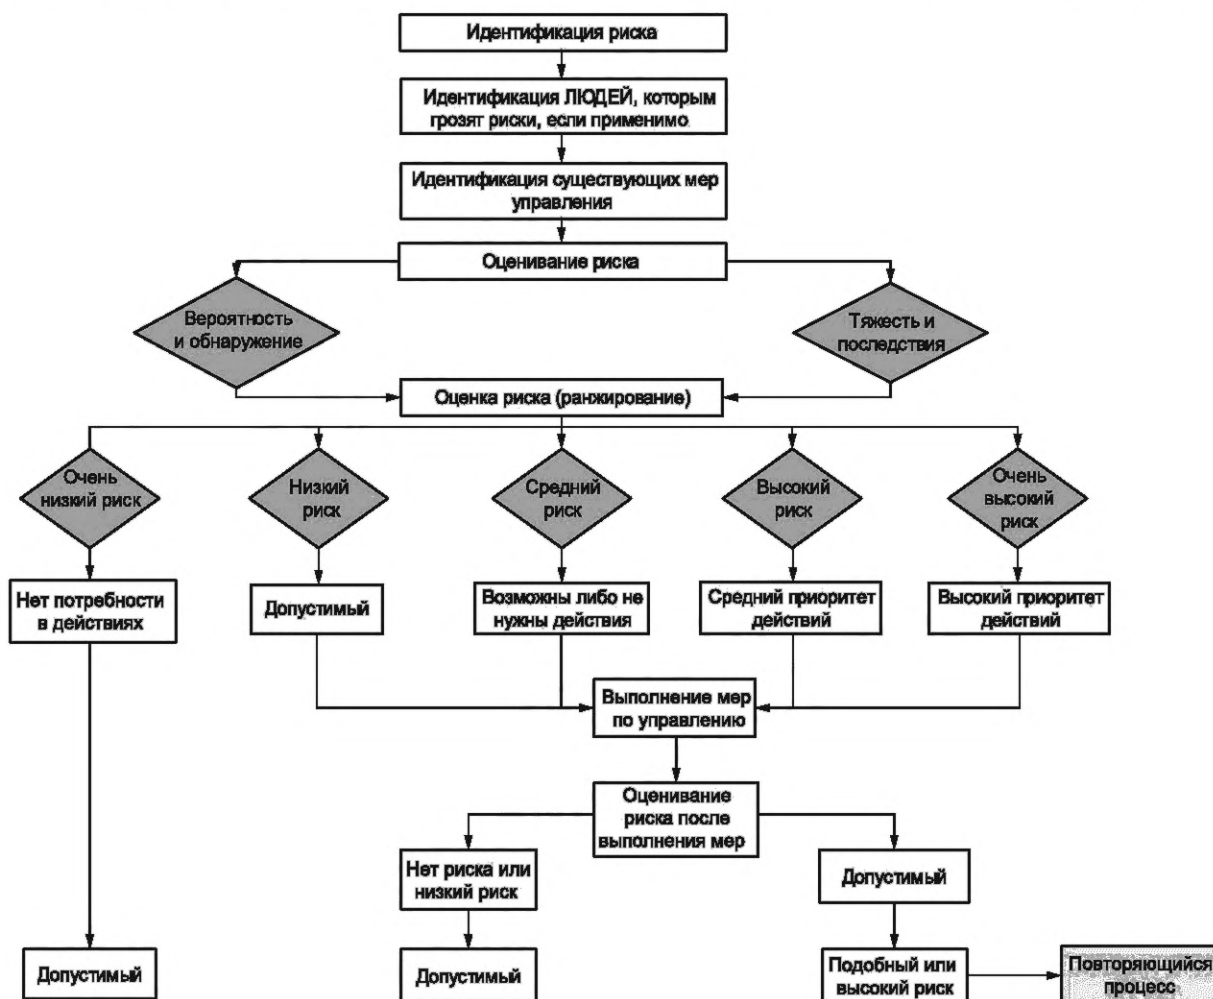 Идентификация риска
Идентификация ЛЮДЕЙ, которым
грозят риски, если применимо
Идентификация существующих мер
управления
Оценивание риска
Вероятность
и обнаружение
Тяжесть и
последствия
Оценка риска (ранжирование)
Очень
низкий риск
Низкий
риск
Средний
риск
Высокий
риск
Очень
высокий
риск
Нет потребности
в действиях
Допустимый
Возможны либо не
нужны действия
Средний приоритет
действий
Высокий приоритет
действий
Выполнение мер
по управлению
Оценивание
риска после
выполнения мер
Нет риска или
низкий риск
Допустимый
Допустимый
Допустимый
Подобный или
высокий риск
Повторяющийся
процесс